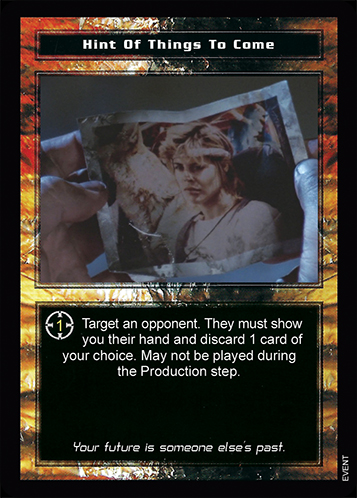 Hint Of Things To Come
1 Target an opponent. They must show
you their hand and discard 1 card of
your choice. May not be played during
the Production step.
Your future is someone else's past.
EVENT